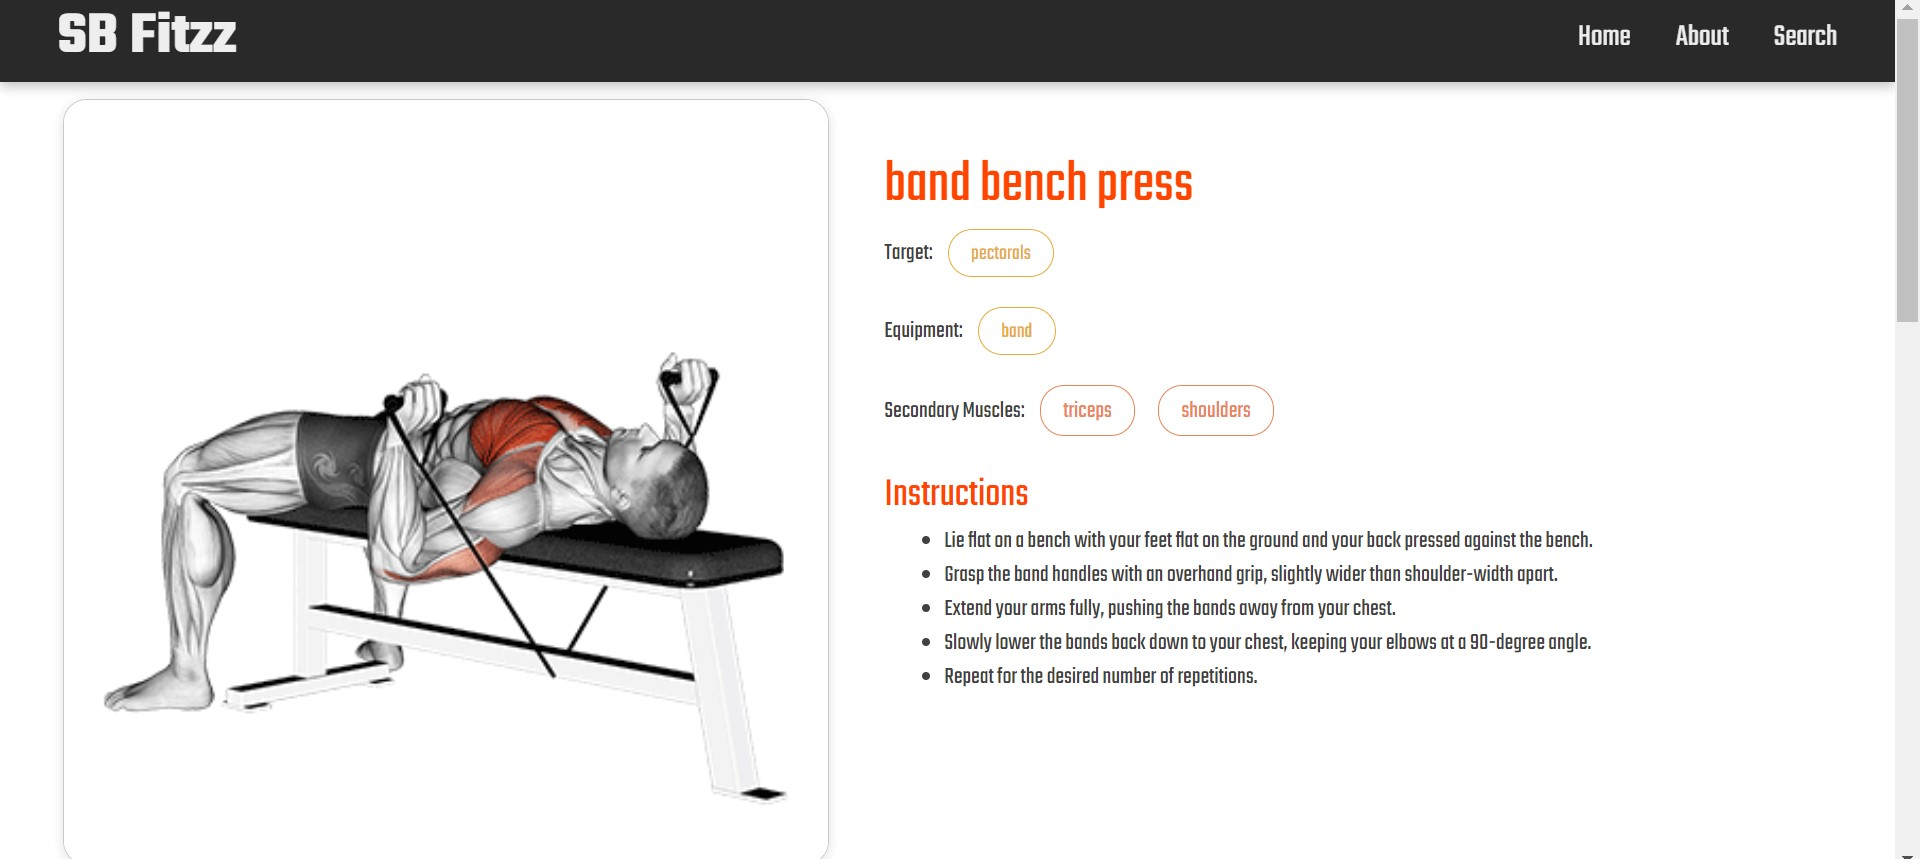 SB Fitzz
Home About Search
band bench press
Target: pectorals
Equipment: band
Secondary Muscles: triceps shoulders
Instructions
Lie flat on a bench with your feet flat on the ground and your back pressed against the bench.
Grasp the band handles with an overhand grip, slightly wider than shoulder-width apart.
Extend your arms fully, pushing the bands away from your chest.
Slowly lower the bands back down to your chest, keeping your elbows at a 90-degree angle.
Repeat for the desired number of repetitions.